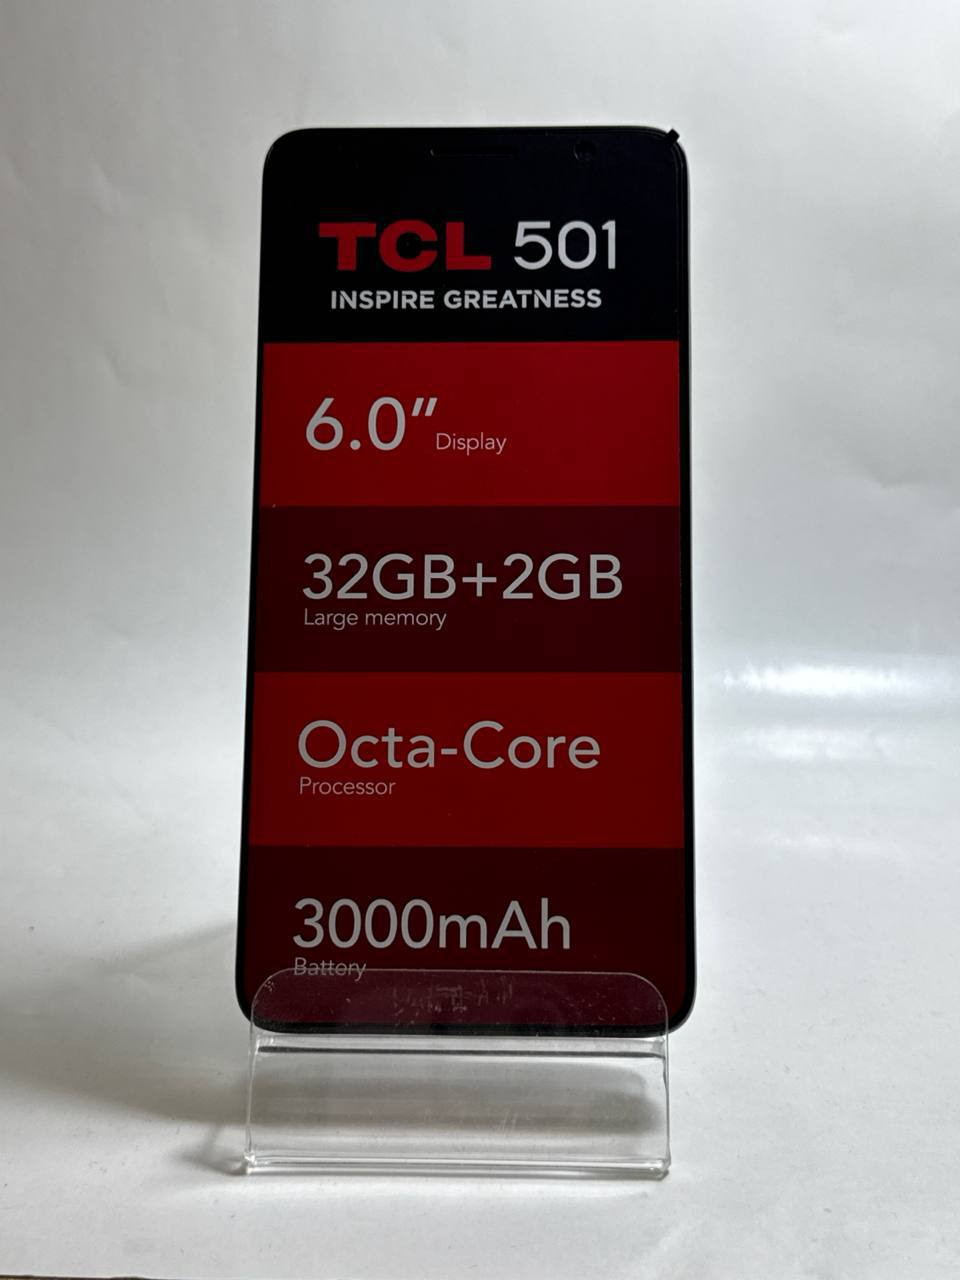 TCL 501
INSPIRE GREATNESS
6.0" Display
32GB+2GB
Large memory
Octa-Core
Processor
3000mAh
Battery